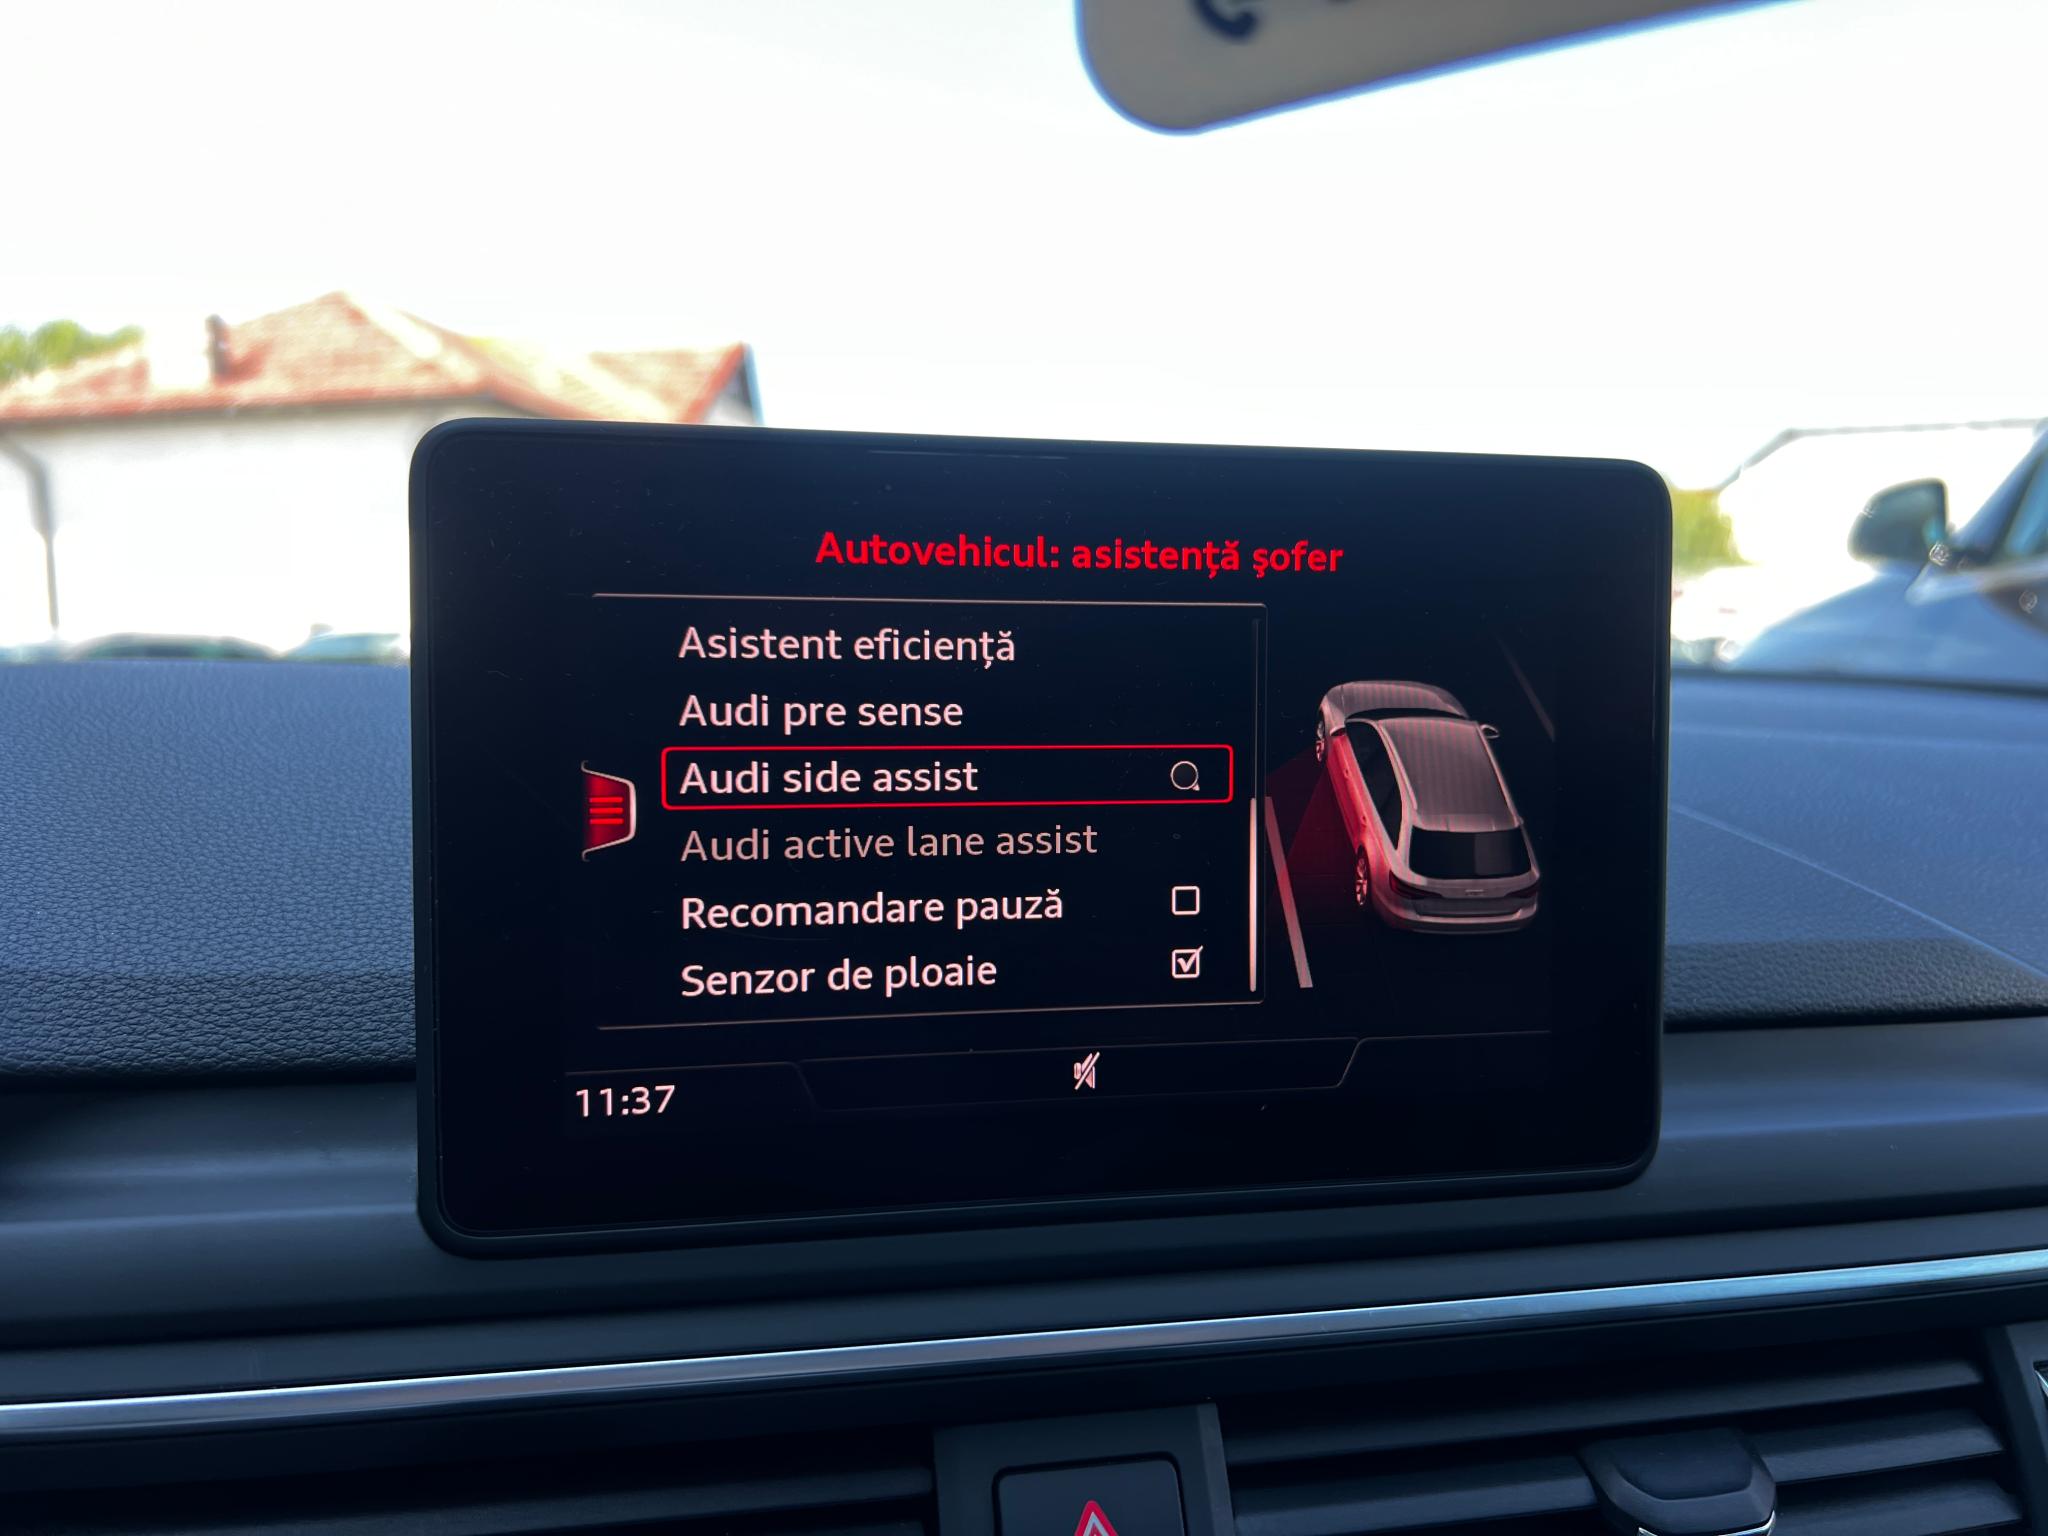 Autovehicul: asistență şofer
Asistent eficiență
Audi pre sense
Audi side assist
Audi active lane assist
Recomandare pauză
Senzor de ploaie
11:37